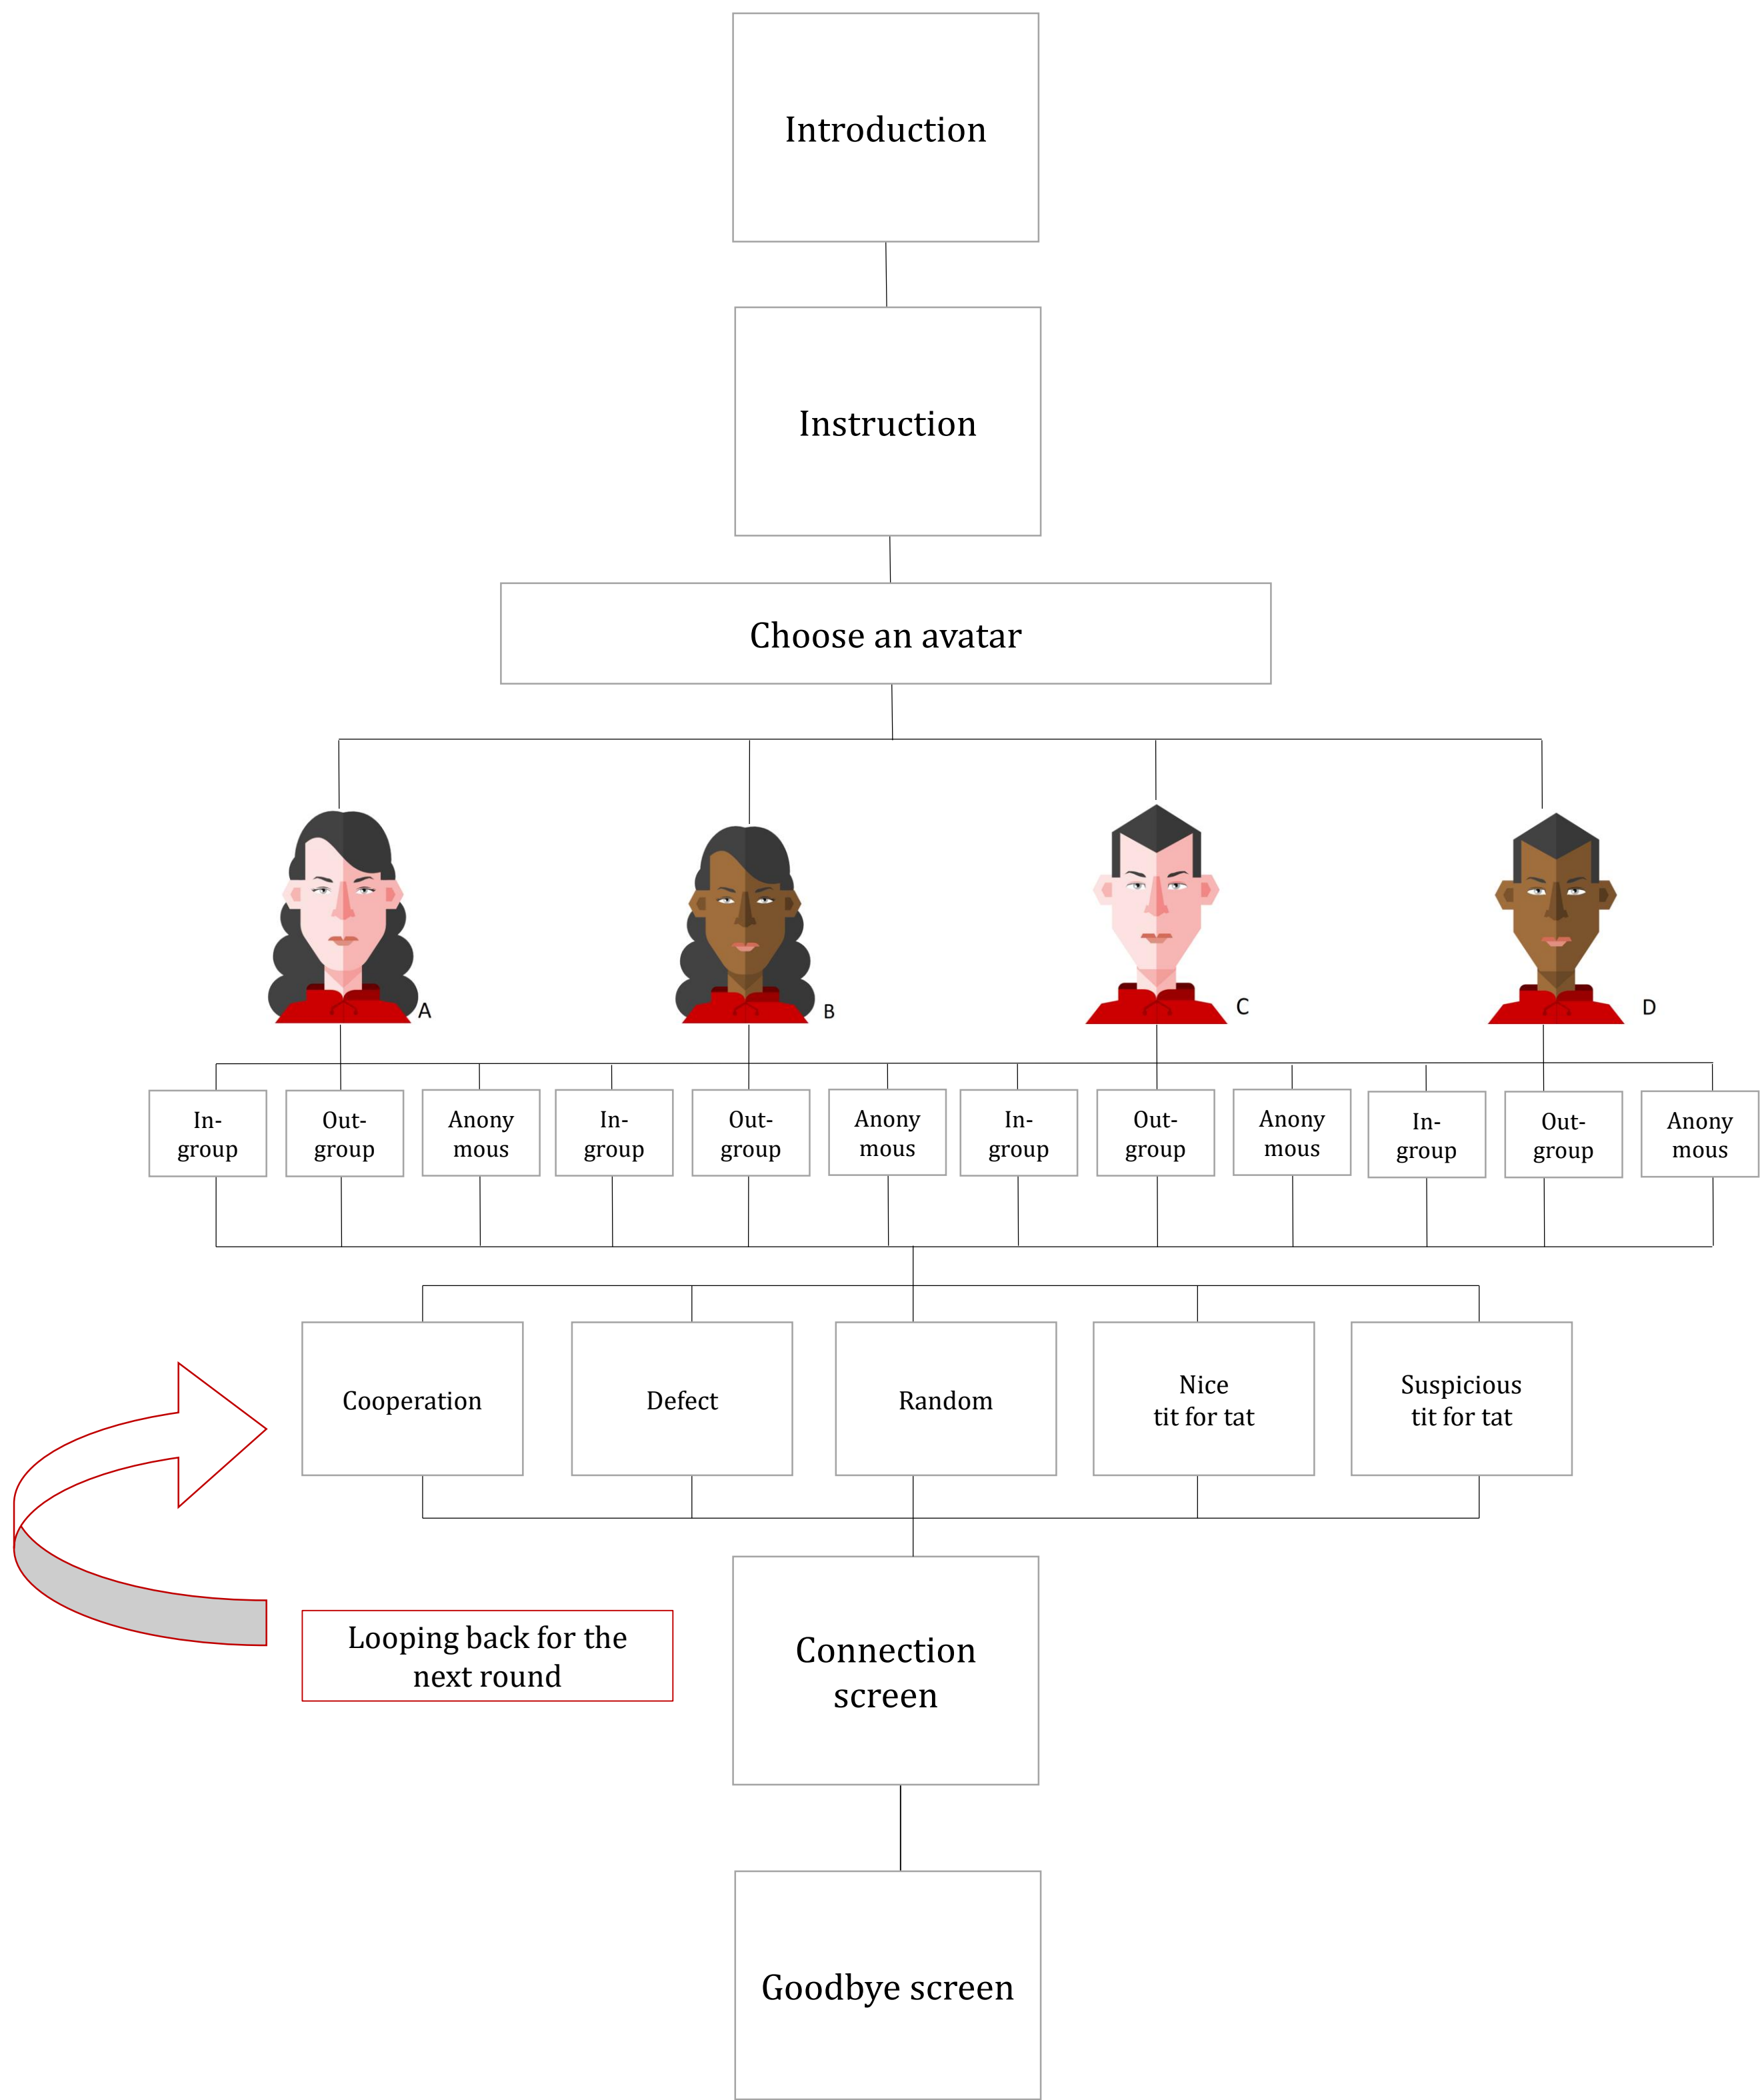 Introduction
Instruction
Choose an avatar
A
B
C
D
In-
group
Out-
group
Anony
mous
In-
group
Out-
group
Anony
mous
In-
group
Out-
group
Anony
mous
In-
group
Out-
group
Anony
mous
Cooperation
Defect
Random
Nice
tit for tat
Suspicious
tit for tat
Looping back for the
next round
Connection
screen
Goodbye screen